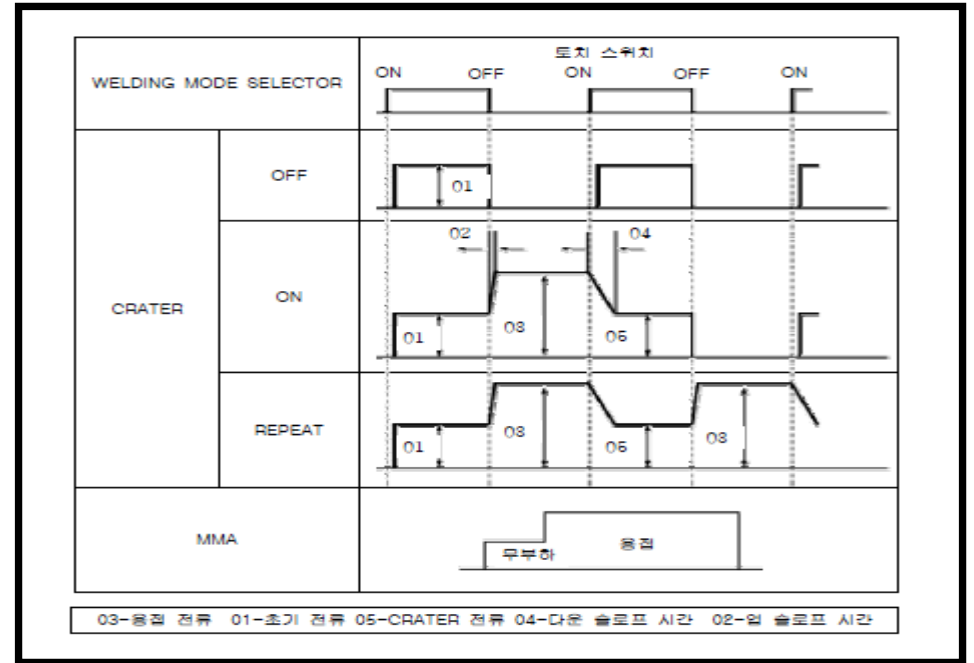 토치 스위치
WELDING MODE SELECTOR
ON OFF ON OFF ON
OFF
01
02 04
CRATER
ON
01 03 05
REPEAT
01 03 05 03
MMA
무부하 용접
03-용접 전류 01-초기 전류 05-CRATER 전류 04-다운 슬로프 시간 02-업 슬로프 시간